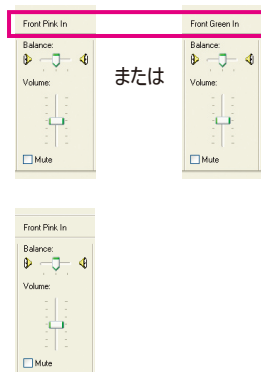 Front Pink In
Balance:
Volume:
Mute
または
Front Green In
Balance:
Volume:
Mute
Front Pink In
Balance:
Volume:
Mute